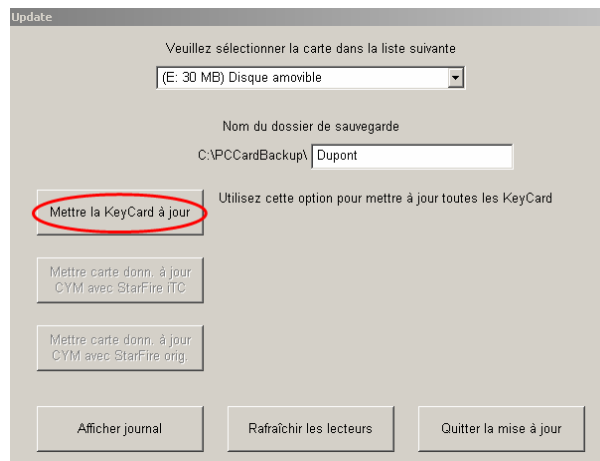 Update
Veuillez sélectionner la carte dans la liste suivante
(E: 30 MB) Disque amovible
Nom du dossier de sauvegarde
C:\PCCardBackup\ Dupont
Mettre la KeyCard à jour
Utilisez cette option pour mettre à jour toutes les KeyCard
Mettre carte donn. à jour
CYM avec StarFire iTC
Mettre carte donn. à jour
CYM avec StarFire orig.
Afficher journal
Rafraîchir les lecteurs
Quitter la mise à jour